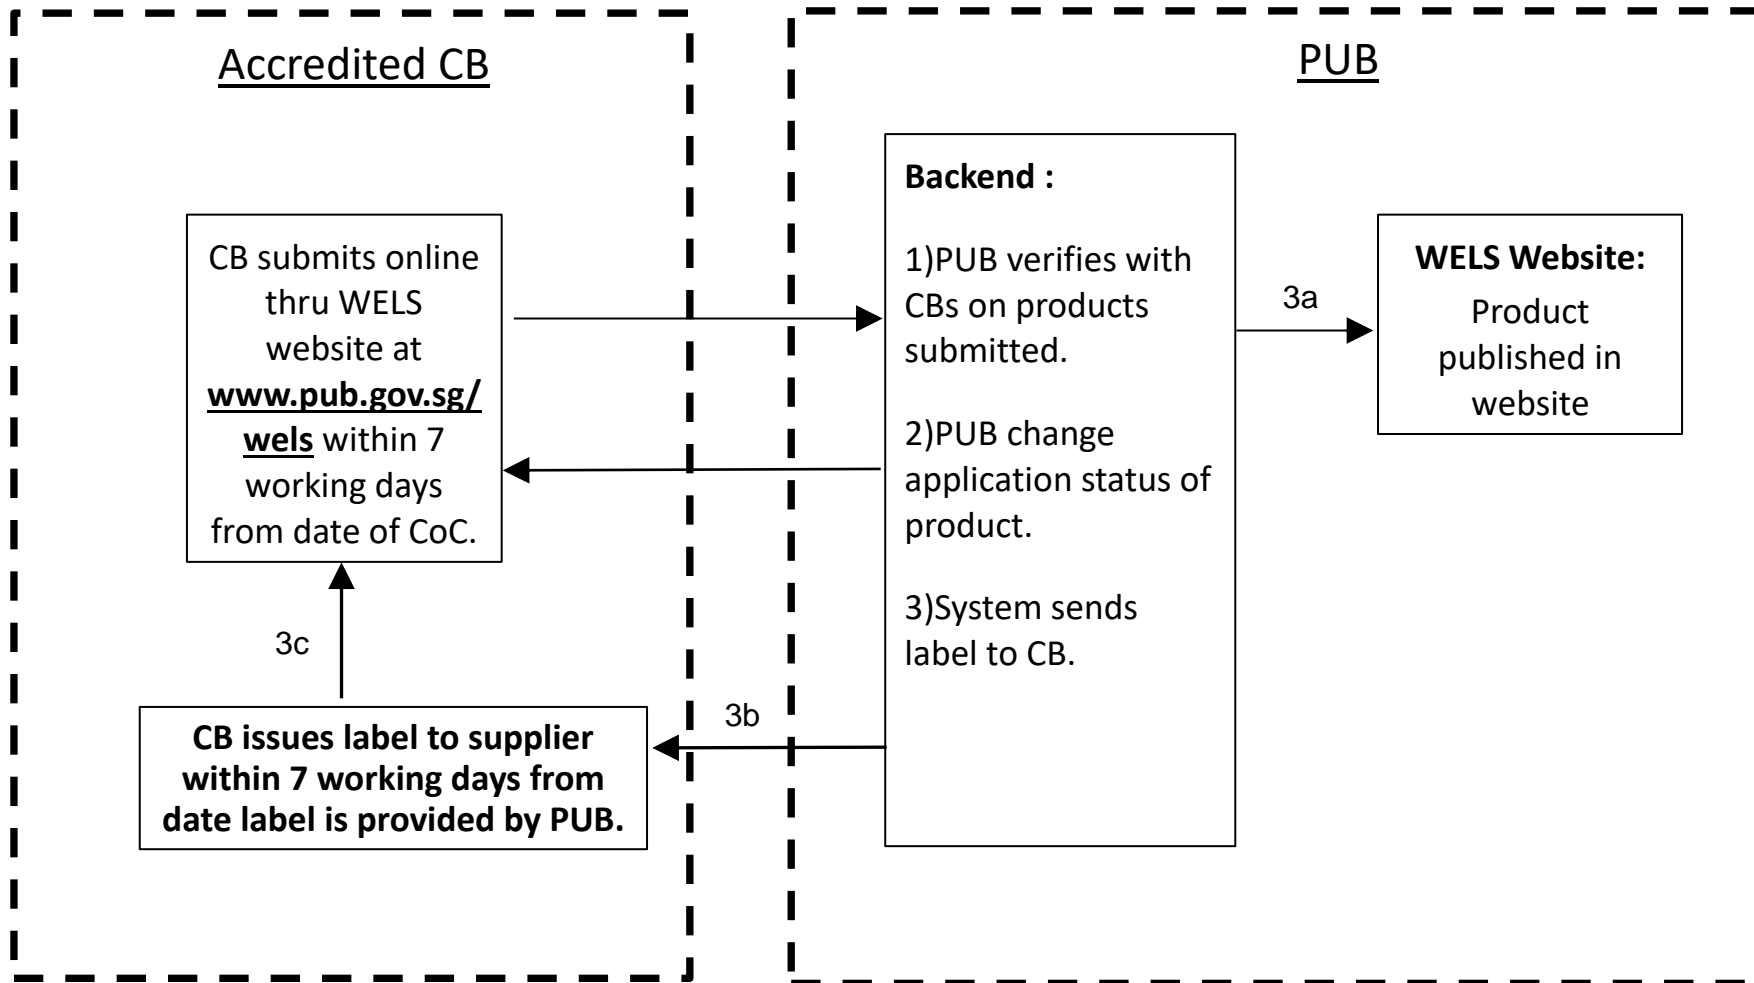 Accredited CB
CB submits online
thru WELS
website at
www.pub.gov.sg/
wels within 7
working days
from date of CoC.
3c
CB issues label to supplier
within 7 working days from
date label is provided by PUB.
3b
PUB
Backend :
1)PUB verifies with
CBs on products
submitted.
2)PUB change
application status of
product.
3)System sends
label to CB.
3a
WELS Website:
Product
published in
website